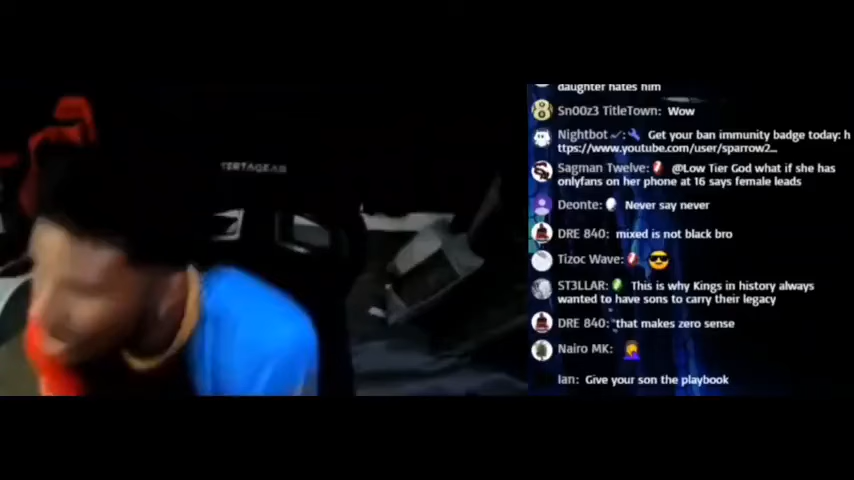 daughter hates him
Sn00z3 TitleTown: Wow
Nightbot : Get your ban immunity badge today: h
ttps://www.youtube.com/user/sparrow2...
Sagman Twelve: @Low Tier God what if she has
onlyfans on her phone at 16 says female leads
Deonte: Never say never
DRE 840: mixed is not black bro
Tizoc Wave:
ST3LLAR: This is why Kings in history always
wanted to have sons to carry their legacy
DRE 840: that makes zero sense
Nairo MK:
Ian: Give your son the playbook